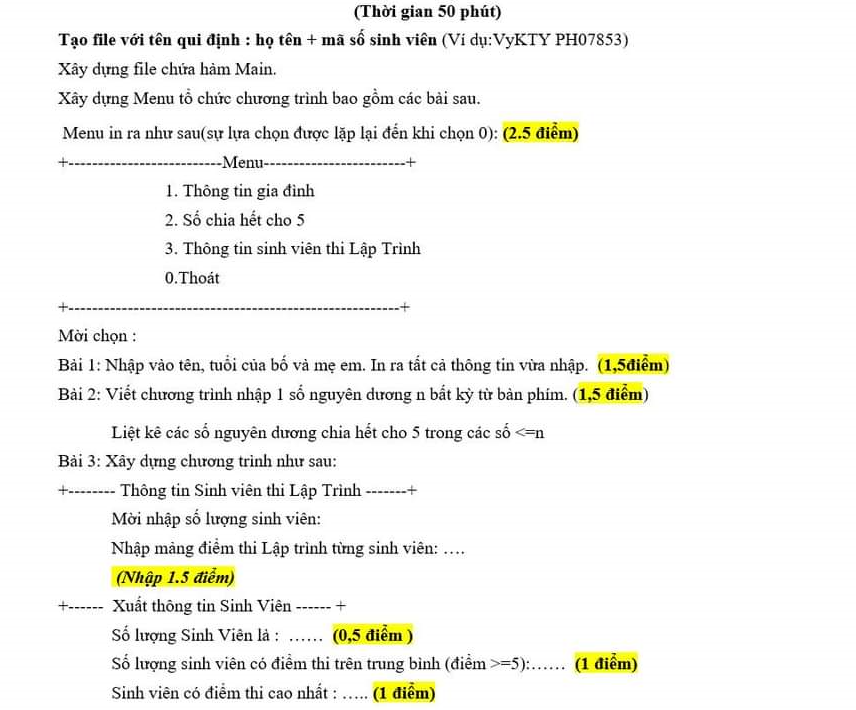 (Thời gian 50 phút)
Tạo file với tên qui định : họ tên + mã số sinh viên (Ví dụ:VyKTY PH07853)
Xây dựng file chứa hàm Main.
Xây dựng Menu tổ chức chương trình bao gồm các bài sau.
Menu in ra như sau(sự lựa chọn được lặp lại đến khi chọn 0): (2.5 điểm)
+--------------------------Menu------------------------+
1. Thông tin gia đình
2. Số chia hết cho 5
3. Thông tin sinh viên thi Lập Trình
0.Thoát
+--------------------------------------------------------+
Mời chọn :
Bài 1: Nhập vào tên, tuổi của bố và mẹ em. In ra tất cả thông tin vừa nhập. (1,5điểm)
Bài 2: Viết chương trình nhập 1 số nguyên dương n bất kỳ từ bàn phím. (1,5 điểm)
Liệt kê các số nguyên dương chia hết cho 5 trong các số <=n
Bài 3: Xây dựng chương trình như sau:
+-------- Thông tin Sinh viên thi Lập Trình -------+
Mời nhập số lượng sinh viên:
Nhập mảng điểm thi Lập trình từng sinh viên: ….
(Nhập 1.5 điểm)
+------ Xuất thông tin Sinh Viên ------ +
Số lượng Sinh Viên là : …… (0,5 điểm )
Số lượng sinh viên có điểm thi trên trung bình (điểm >=5):…… (1 điểm)
Sinh viên có điểm thi cao nhất : ….. (1 điểm)